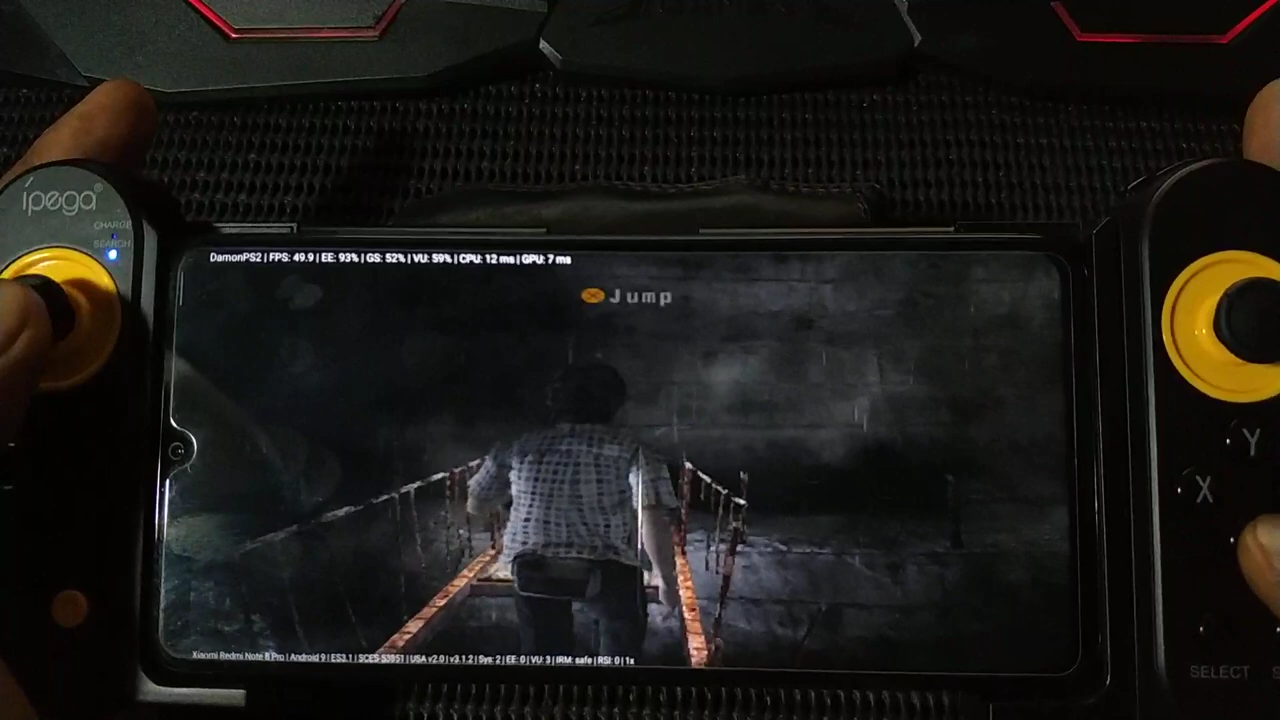 ipega®
CHARGE
SEARCH
DamonPS2 | FPS: 49.9 | EE: 93% | GS: 52% | VU: 59% | CPU: 12 ms | GPU: 7 ms
Jump
Y
X
Xiaomi Redmi Note 8 Pro | Android 9 | ES3.1 | SCES-53951 | USA v2.0 | v3.1.2 | Sys: 2 | EE: 0 | VU: 3 | IRM: safe | RSI: 0 | 1x
SELECT